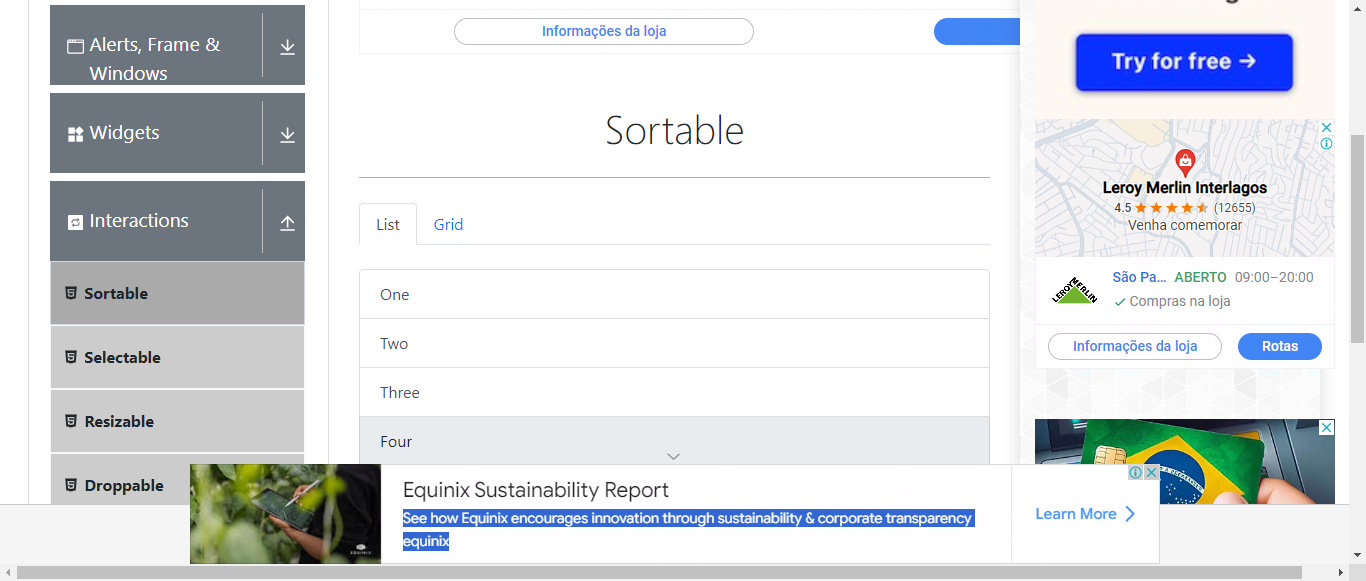 Alerts, Frame &
Windows
Widgets
Interactions
Sortable
Selectable
Resizable
Droppable
Informações da loja
Sortable
List
Grid
One
Two
Three
Four
Try for free →
Leroy Merlin Interlagos
4.5 ★★★★★ (12655)
Venha comemorar
LEROY MERLIN
São Pa... ABERTO 09:00–20:00
✓ Compras na loja
Informações da loja
Rotas
EQUINIX
Equinix Sustainability Report
See how Equinix encourages innovation through sustainability & corporate transparency
equinix
Learn More